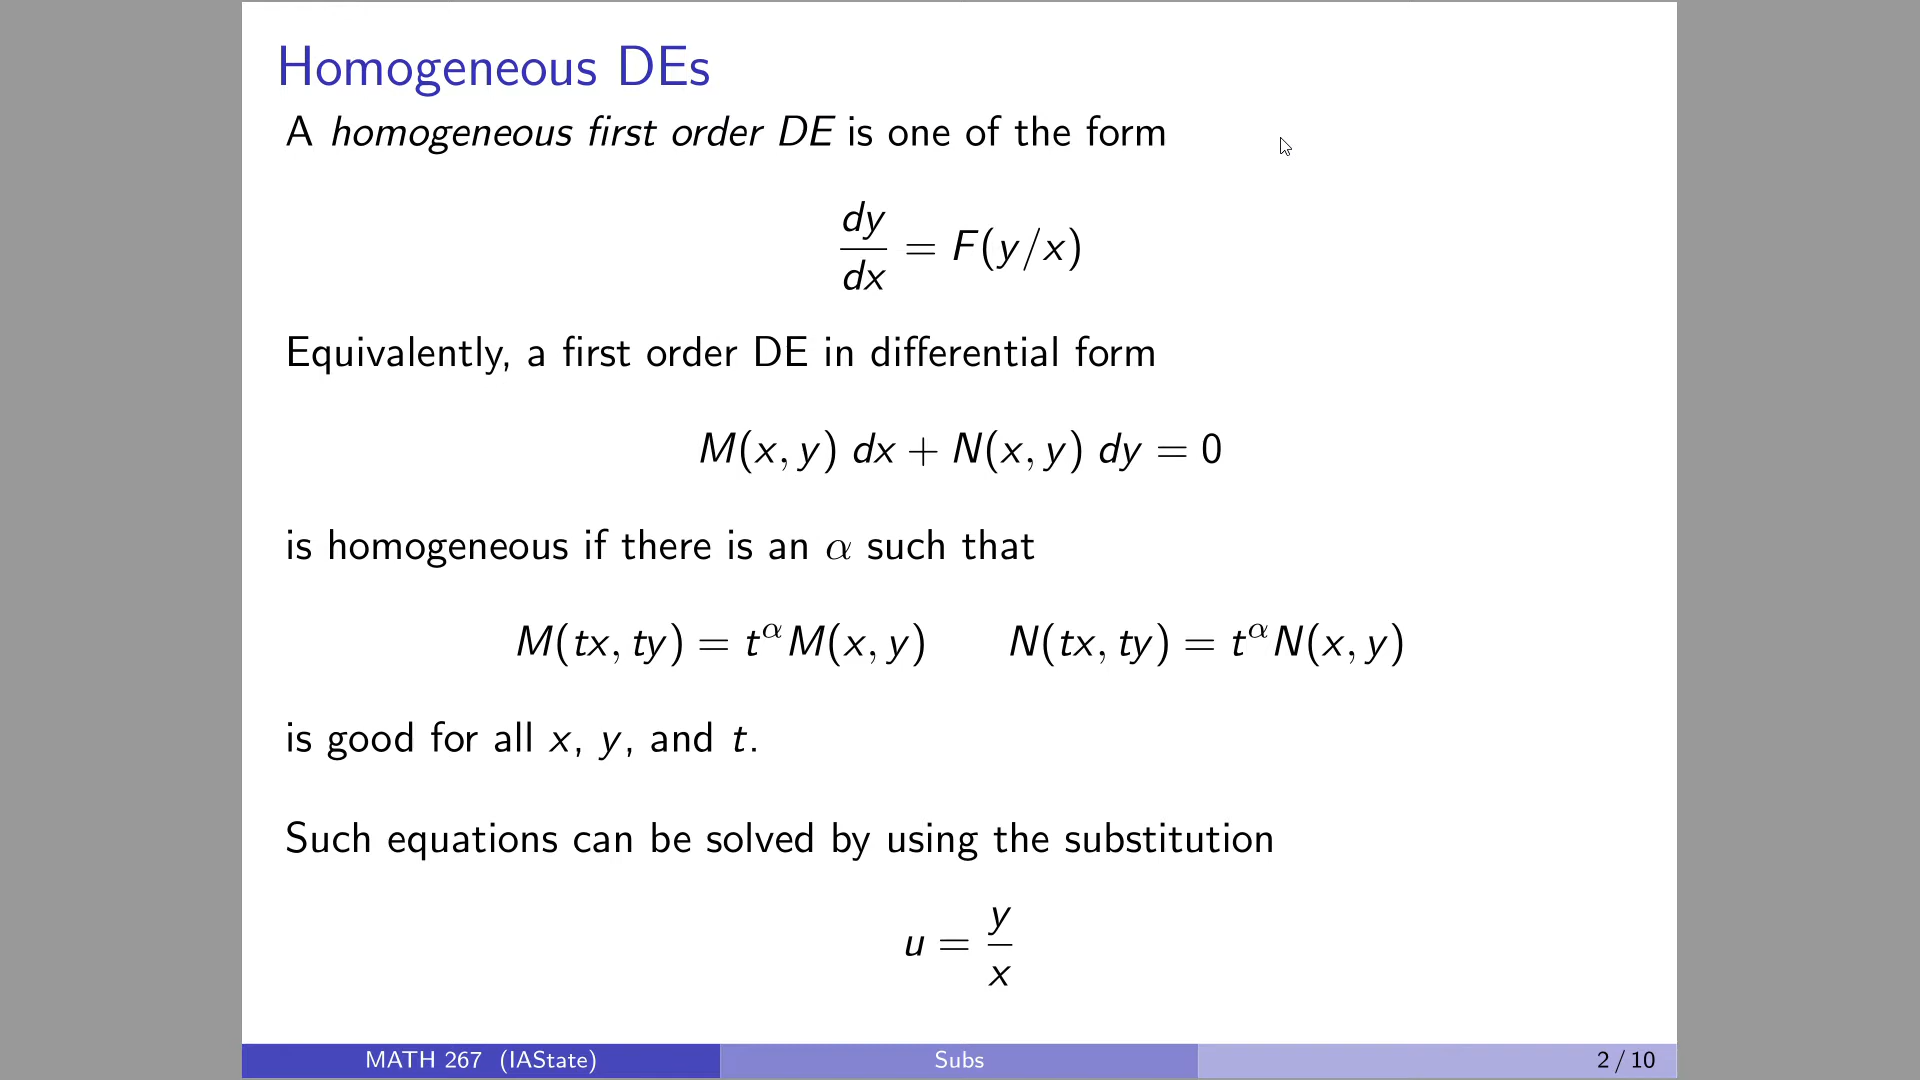 Homogeneous DEs
A homogeneous first order DE is one of the form
dy/dx = F(y/x)
Equivalently, a first order DE in differential form
M(x, y) dx + N(x, y) dy = 0
is homogeneous if there is an α such that
M(tx, ty) = t^α M(x, y)    N(tx, ty) = t^α N(x, y)
is good for all x, y, and t.
Such equations can be solved by using the substitution
u = y/x
MATH 267 (IAState)    Subs    2 / 10